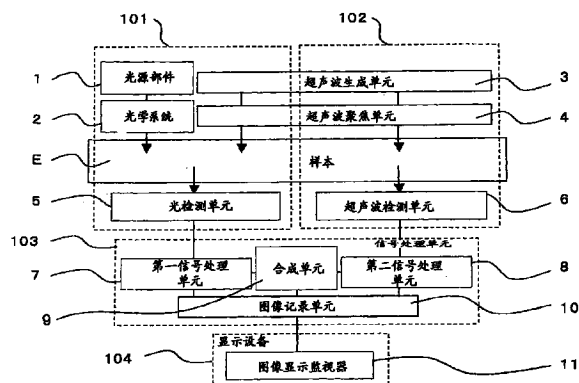 101
102
1
光源部件
超声波生成单元
3
2
光学系统
超声波聚焦单元
4
E
样本
5
光检测单元
超声波检测单元
6
103
信号处理单元
7
第一信号处理
单元
合成单元
第二信号处理
单元
8
9
图像记录单元
10
显示设备
104
图像显示监视器
11